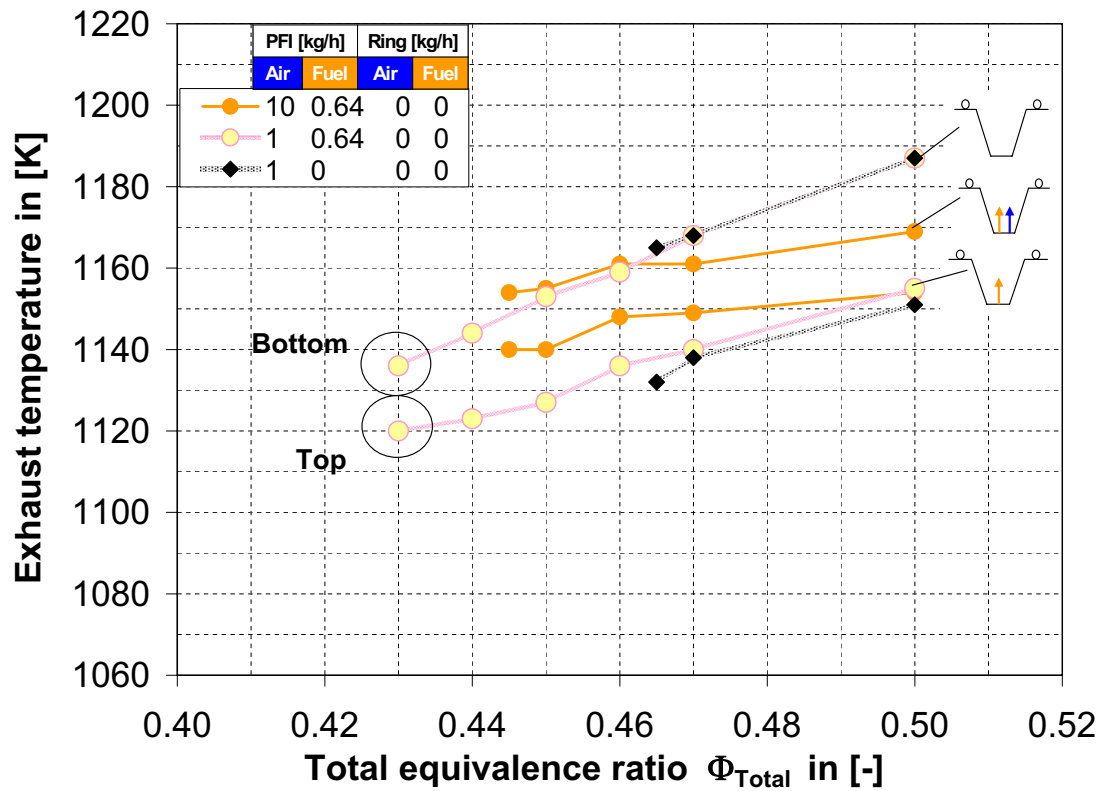 1220
1200
1180
1160
1140
1120
1100
1080
1060
Exhaust temperature in [K]
PFI [kg/h] Ring [kg/h]
Air Fuel Air Fuel
10 0.64 0 0
1 0.64 0 0
1 0 0 0
Bottom
Top
0.40 0.42 0.44 0.46 0.48 0.50 0.52
Total equivalence ratio Φ_Total in [-]